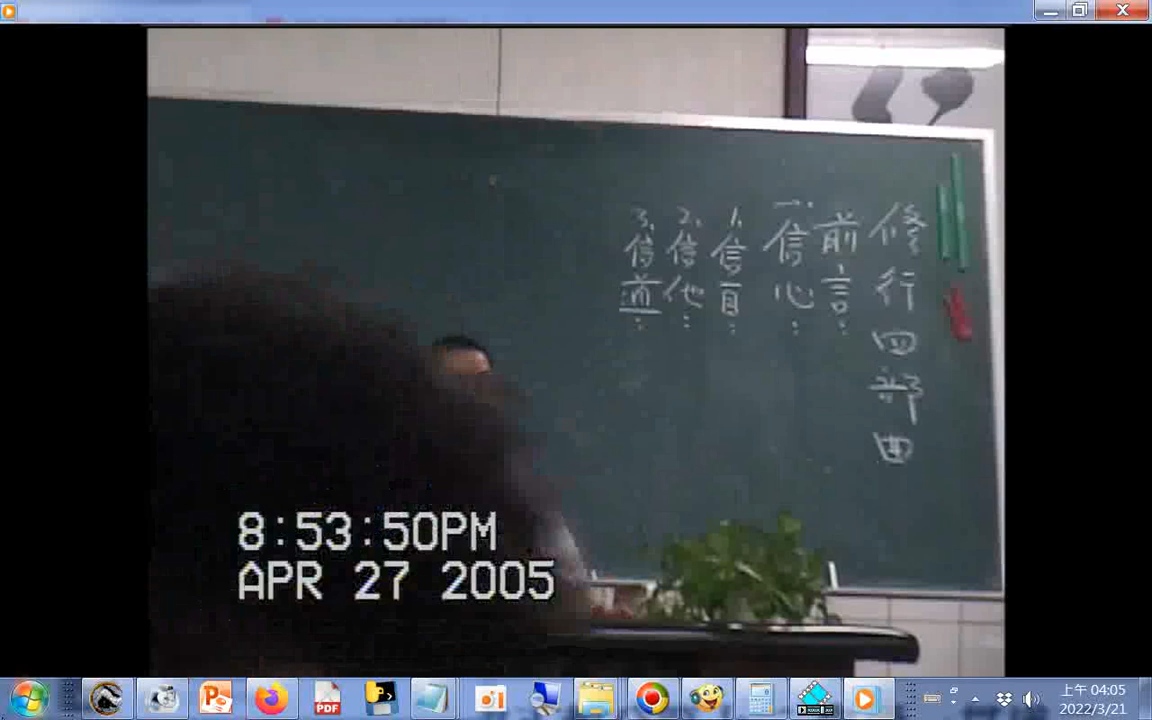 修行四部曲
前言：
一、信心：
1、信自：
2、信他：
3、信道：
8:53:50PM
APR 27 2005
上午 04:05
2022/3/21
PDF